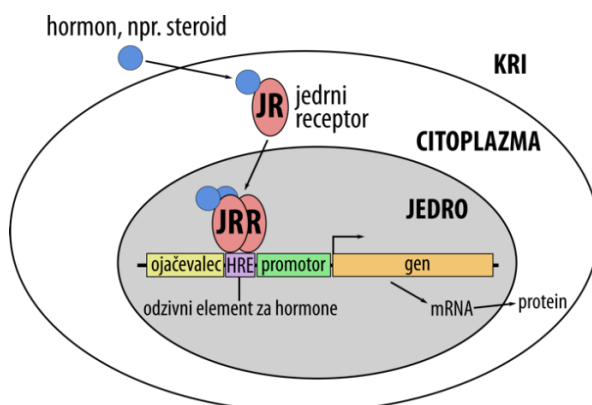 hormon, npr. steroid
KRI
JR
jedrni
receptor
CITOPLAZMA
JEDRO
JRR
ojačevalec HRE promotor gen
odzivni element za hormone
mRNA
protein